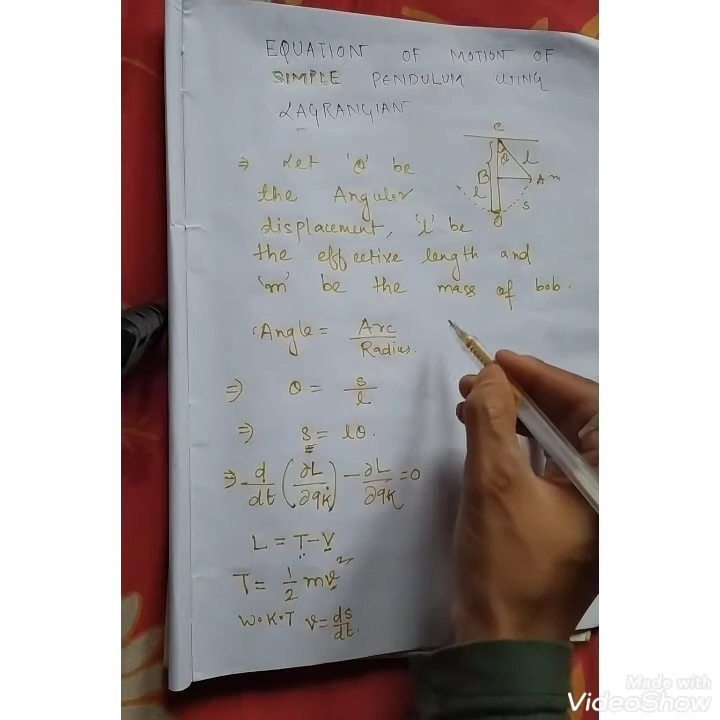 EQUATION OF MOTION OF
SIMPLE PENDULUM USING
LAGRANGIAN
⇒ Let 'θ' be
the Angular
displacement, 'l' be
the effective length and
'm' be the mass of bob.
C
θ l
B A m
l s
O
Angle = Arc/Radius.
⇒ θ = s/l
⇒ s = lθ.
⇒ d/dt (∂L/∂q̇k) - ∂L/∂qk = 0
L = T-V
T = 1/2 mv²
W.K.T v = ds/dt.
Made with
VideoShow